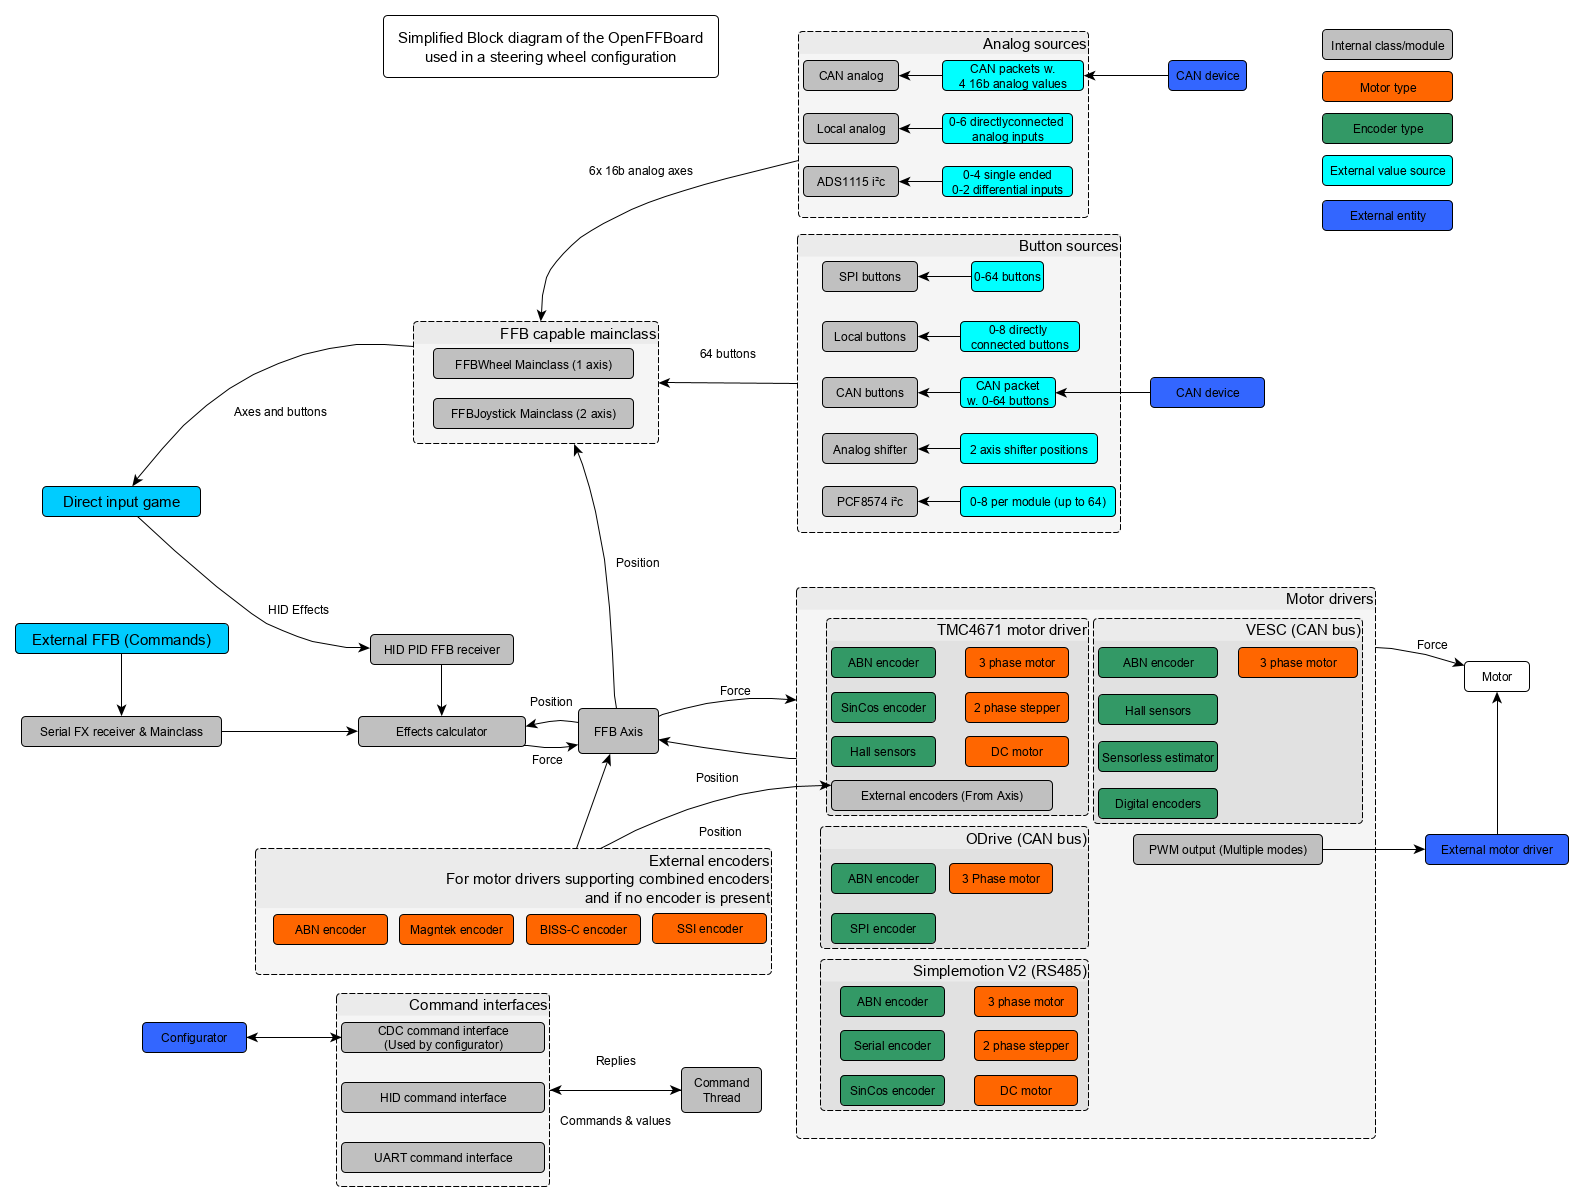 Simplified Block diagram of the OpenFFBoard
used in a steering wheel configuration
Analog sources
CAN analog
CAN packets w.
4 16b analog values
CAN device
Local analog
0-6 directlyconnected
analog inputs
ADS1115 i²c
0-4 single ended
0-2 differential inputs
Internal class/module
Motor type
Encoder type
External value source
External entity
6x 16b analog axes
Button sources
SPI buttons
0-64 buttons
Local buttons
0-8 directly
connected buttons
CAN buttons
CAN packet
w. 0-64 buttons
CAN device
Analog shifter
2 axis shifter positions
PCF8574 i²c
0-8 per module (up to 64)
64 buttons
FFB capable mainclass
FFBWheel Mainclass (1 axis)
FFBJoystick Mainclass (2 axis)
Axes and buttons
Direct input game
HID Effects
Position
External FFB (Commands)
HID PID FFB receiver
Serial FX receiver & Mainclass
Effects calculator
Position
Force
FFB Axis
Force
Position
Position
Motor drivers
TMC4671 motor driver
ABN encoder
3 phase motor
SinCos encoder
2 phase stepper
Hall sensors
DC motor
External encoders (From Axis)
VESC (CAN bus)
ABN encoder
3 phase motor
Hall sensors
Sensorless estimator
Digital encoders
Force
Motor
ODrive (CAN bus)
ABN encoder
3 Phase motor
SPI encoder
PWM output (Multiple modes)
External motor driver
Simplemotion V2 (RS485)
ABN encoder
3 phase motor
Serial encoder
2 phase stepper
SinCos encoder
DC motor
External encoders
For motor drivers supporting combined encoders
and if no encoder is present
ABN encoder
Magntek encoder
BISS-C encoder
SSI encoder
Command interfaces
Configurator
CDC command interface
(Used by configurator)
HID command interface
UART command interface
Replies
Commands & values
Command
Thread